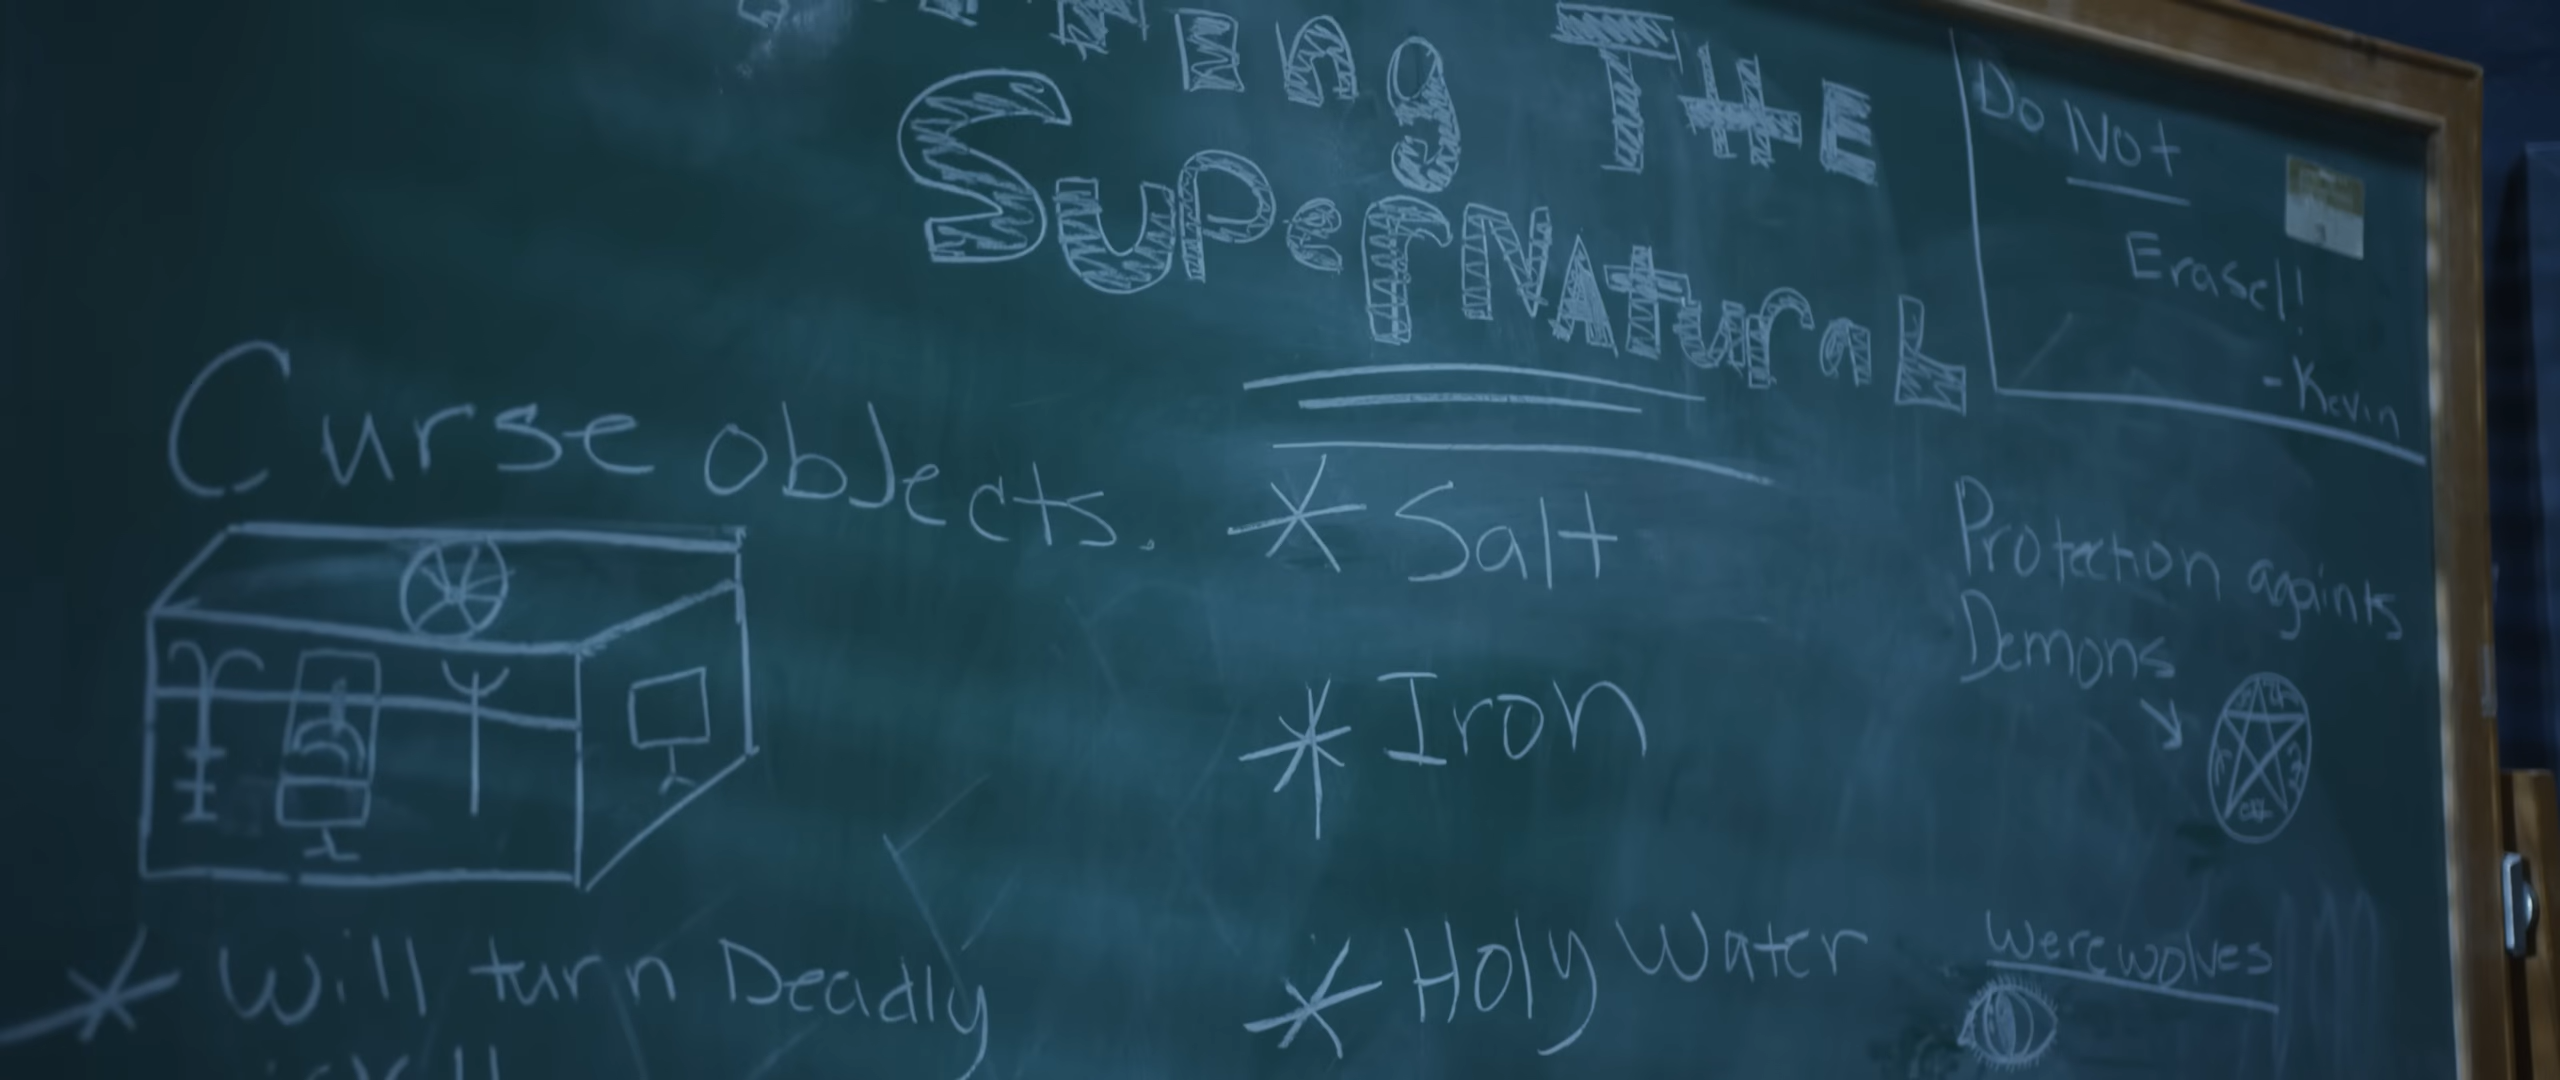 ing THE
SUPerNAturaL
Do Not
Erase!!
-Kevin
Curse obJects.
* Salt
Protection againts
Demons
* Iron
* Will turn Deadly
* Holy Water
Werewolves